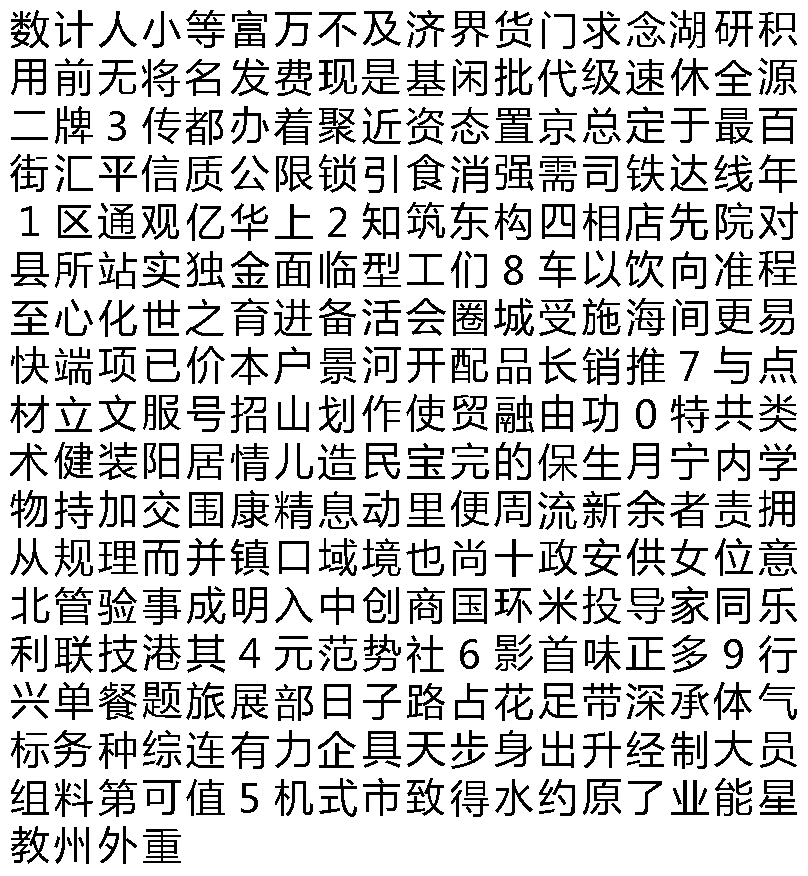 数计人小等富万不及济界货门求念湖研积
用前无将名发费现是基闲批代级速休全源
二牌3传都办着聚近资态置京总定于最百
街汇平信质公限锁引食消强需司铁达线年
1区通观亿华上2知筑东构四相店先院对
县所站实独金面临型工们8车以饮向准程
至心化世之育进备活会圈城受施海间更易
快端项已价本户景河开配品长销推7与点
材立文服号招山划作使贸融由功0特共类
术健装阳居情儿造民宝完的保生月宁内学
物持加交围康精息动里便周流新余者责拥
从规理而并镇口域境也尚十政安供女位意
北管验事成明入中创商国环米投导家同乐
利联技港其4元范势社6影首味正多9行
兴单餐题旅展部日子路占花足带深承体气
标务种综连有力企具天步身出升经制大员
组料第可值5机式市致得水约原了业能星
教州外重